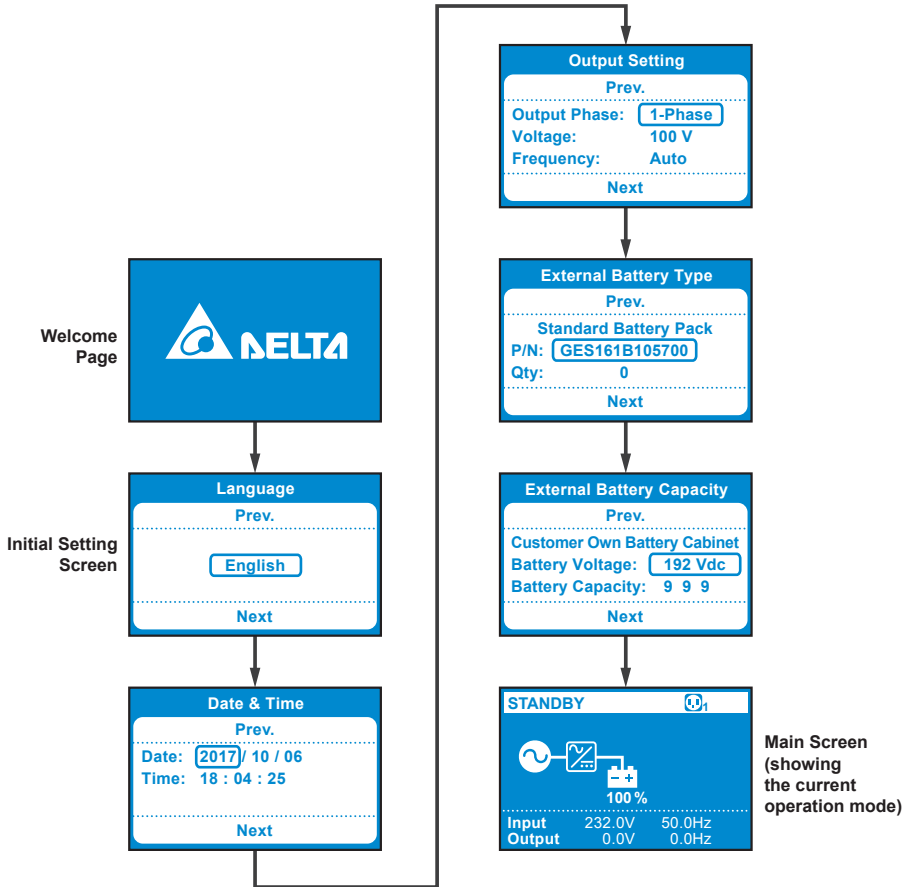 Welcome
Page
DELTA
Language
Prev.
Initial Setting
Screen
English
Next
Date & Time
Prev.
Date: 2017 / 10 / 06
Time: 18 : 04 : 25
Next
Output Setting
Prev.
Output Phase: 1-Phase
Voltage: 100 V
Frequency: Auto
Next
External Battery Type
Prev.
Standard Battery Pack
P/N: GES161B105700
Qty: 0
Next
External Battery Capacity
Prev.
Customer Own Battery Cabinet
Battery Voltage: 192 Vdc
Battery Capacity: 9 9 9
Next
STANDBY 1
100 %
Input 232.0V 50.0Hz
Output 0.0V 0.0Hz
Main Screen
(showing
the current
operation mode)